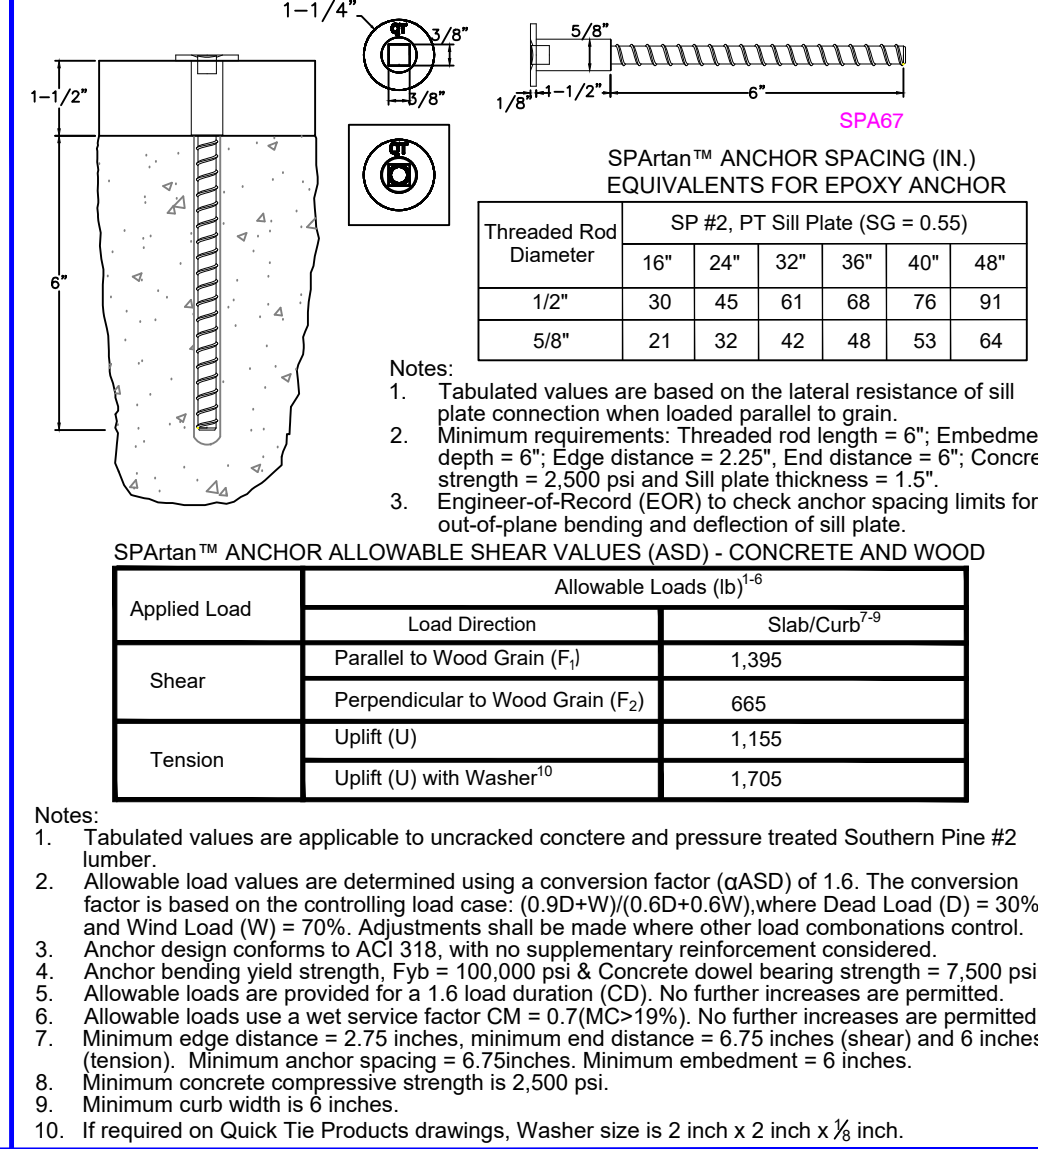 1-1/4"
QT
3/8"
3/8"
1-1/2"
6"
QT
5/8"
1/8"
1-1/2"
6"
SPA67
SPArtan™ ANCHOR SPACING (IN.)
EQUIVALENTS FOR EPOXY ANCHOR
Threaded Rod Diameter
SP #2, PT Sill Plate (SG = 0.55)
16" 24" 32" 36" 40" 48"
1/2" 30 45 61 68 76 91
5/8" 21 32 42 48 53 64
Notes:
1. Tabulated values are based on the lateral resistance of sill
plate connection when loaded parallel to grain.
2. Minimum requirements: Threaded rod length = 6"; Embedme
depth = 6"; Edge distance = 2.25", End distance = 6"; Concre
strength = 2,500 psi and Sill plate thickness = 1.5".
3. Engineer-of-Record (EOR) to check anchor spacing limits for
out-of-plane bending and deflection of sill plate.
SPArtan™ ANCHOR ALLOWABLE SHEAR VALUES (ASD) - CONCRETE AND WOOD
Applied Load
Allowable Loads (lb)1-6
Load Direction Slab/Curb7-9
Shear
Parallel to Wood Grain (F1) 1,395
Perpendicular to Wood Grain (F2) 665
Tension
Uplift (U) 1,155
Uplift (U) with Washer10 1,705
Notes:
1. Tabulated values are applicable to uncracked conctere and pressure treated Southern Pine #2
lumber.
2. Allowable load values are determined using a conversion factor (αASD) of 1.6. The conversion
factor is based on the controlling load case: (0.9D+W)/(0.6D+0.6W),where Dead Load (D) = 30%
and Wind Load (W) = 70%. Adjustments shall be made where other load combonations control.
3. Anchor design conforms to ACI 318, with no supplementary reinforcement considered.
4. Anchor bending yield strength, Fyb = 100,000 psi & Concrete dowel bearing strength = 7,500 psi
5. Allowable loads are provided for a 1.6 load duration (CD). No further increases are permitted.
6. Allowable loads use a wet service factor CM = 0.7(MC>19%). No further increases are permitted
7. Minimum edge distance = 2.75 inches, minimum end distance = 6.75 inches (shear) and 6 inches
(tension). Minimum anchor spacing = 6.75inches. Minimum embedment = 6 inches.
8. Minimum concrete compressive strength is 2,500 psi.
9. Minimum curb width is 6 inches.
10. If required on Quick Tie Products drawings, Washer size is 2 inch x 2 inch x 1/8 inch.